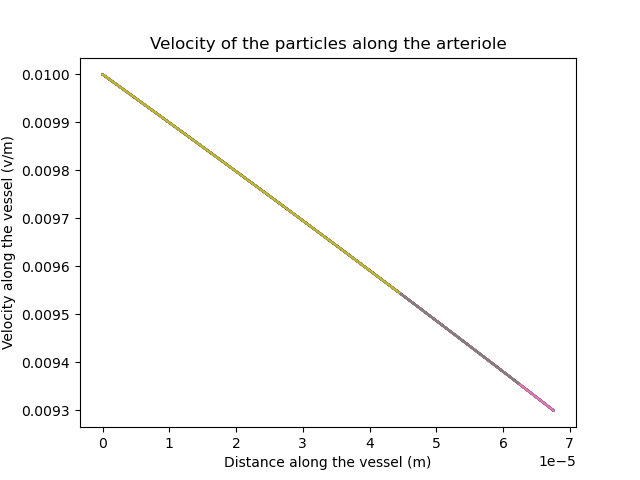 Velocity of the particles along the arteriole
0.0100
0.0099
0.0098
0.0097
0.0096
0.0095
0.0094
0.0093
Velocity along the vessel (v/m)
0 1 2 3 4 5 6 7
1e−5
Distance along the vessel (m)